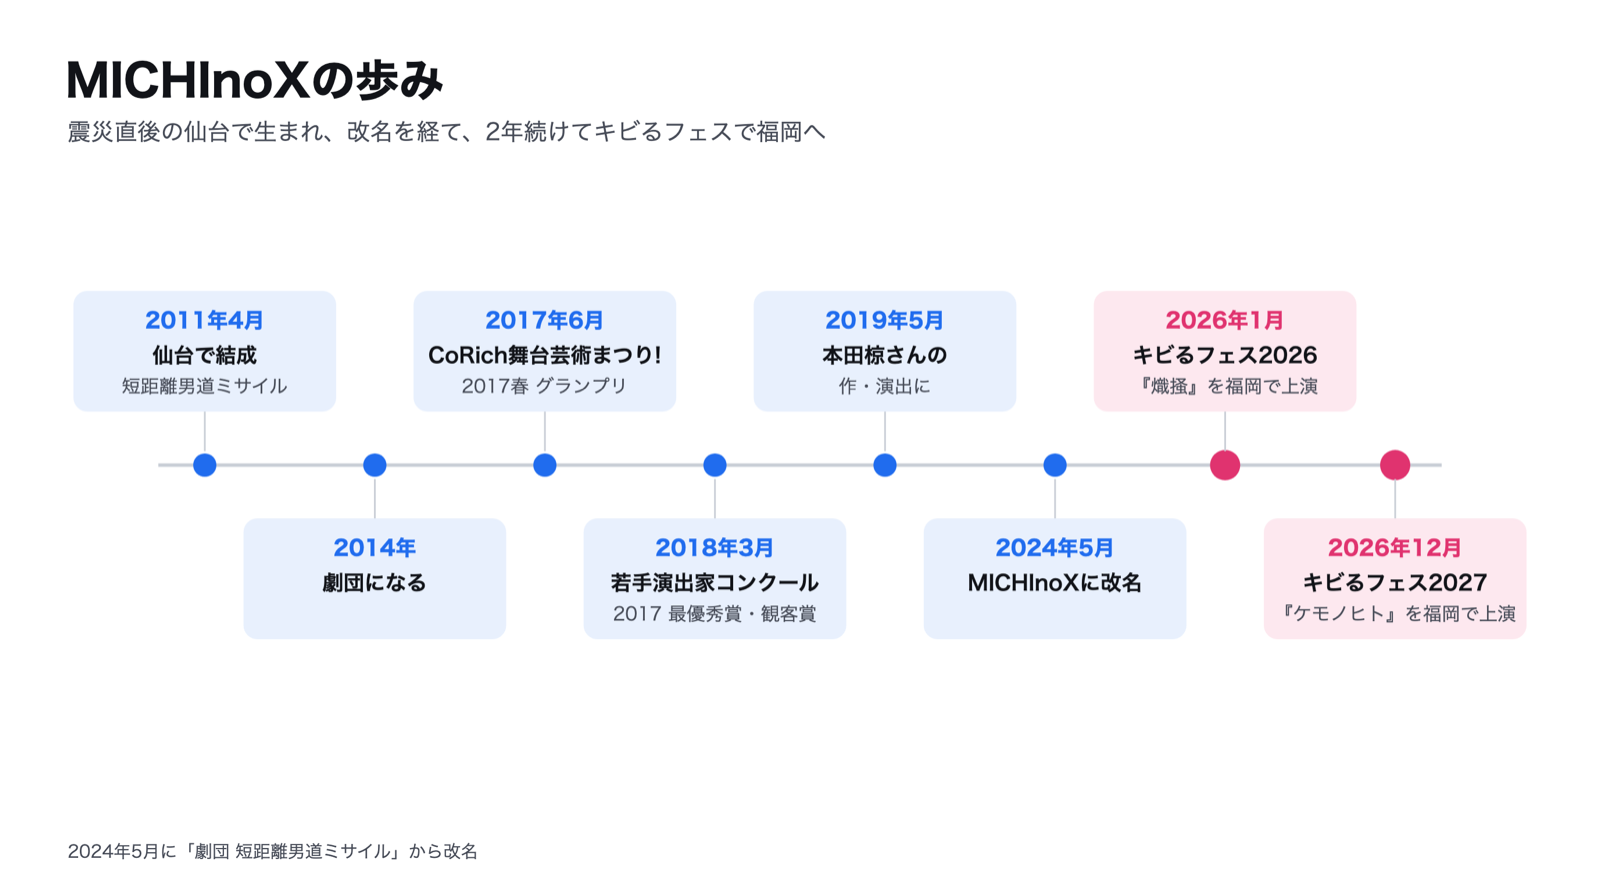 MICHInoXの歩み
震災直後の仙台で生まれ、改名を経て、2年続けてキビるフェスで福岡へ
2011年4月
仙台で結成
短距離男道ミサイル
2014年
劇団になる
2017年6月
CoRich舞台芸術まつり!
2017春 グランプリ
2018年3月
若手演出家コンクール
2017 最優秀賞・観客賞
2019年5月
本田椋さんの
作・演出に
2024年5月
MICHInoXに改名
2026年1月
キビるフェス2026
『熾掻』を福岡で上演
2026年12月
キビるフェス2027
『ケモノヒト』を福岡で上演
2024年5月に「劇団 短距離男道ミサイル」から改名